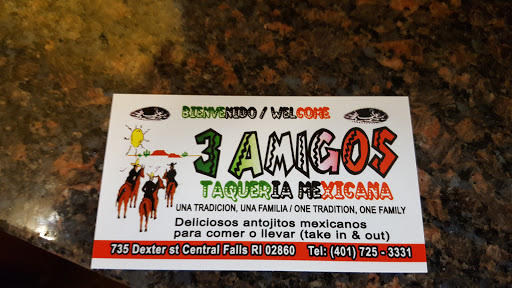 BIENVENIDO / WELCOME
3 AMIGOS
TAQUERIA MEXICANA
UNA TRADICION, UNA FAMILIA / ONE TRADITION, ONE FAMILY
Deliciosos antojitos mexicanos
para comer o llevar (take in & out)
735 Dexter st Central Falls RI 02860 Tel: (401) 725 - 3331